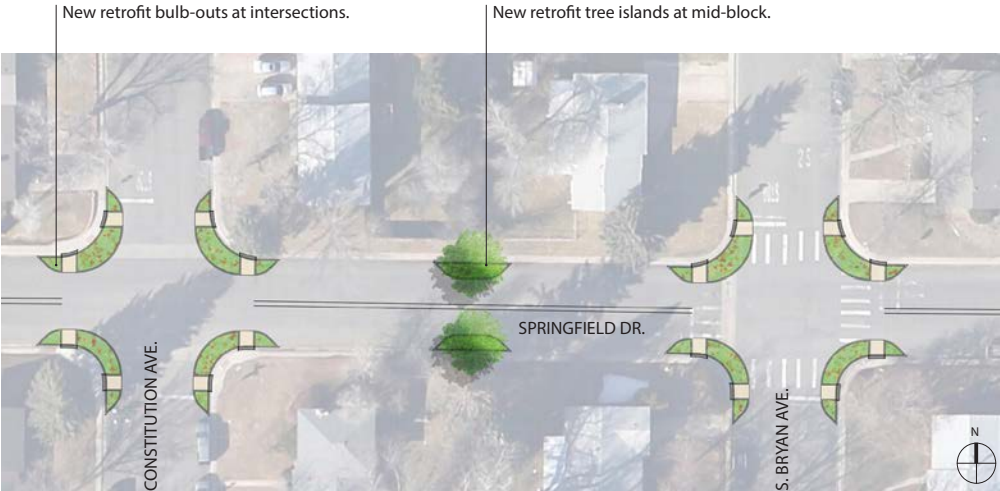 New retrofit bulb-outs at intersections.
New retrofit tree islands at mid-block.
SPRINGFIELD DR.
CONSTITUTION AVE.
S. BRYAN AVE.
N